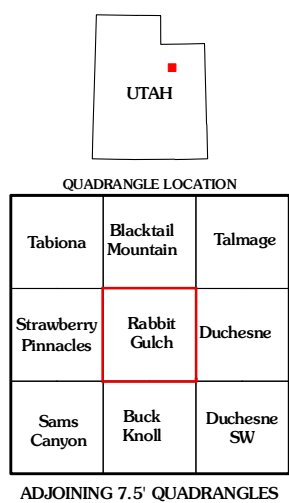 UTAH
QUADRANGLE LOCATION
Tabiona
Blacktail
Mountain
Talmage
Strawberry
Pinnacles
Rabbit
Gulch
Duchesne
Sams
Canyon
Buck
Knoll
Duchesne
SW
ADJOINING 7.5' QUADRANGLES